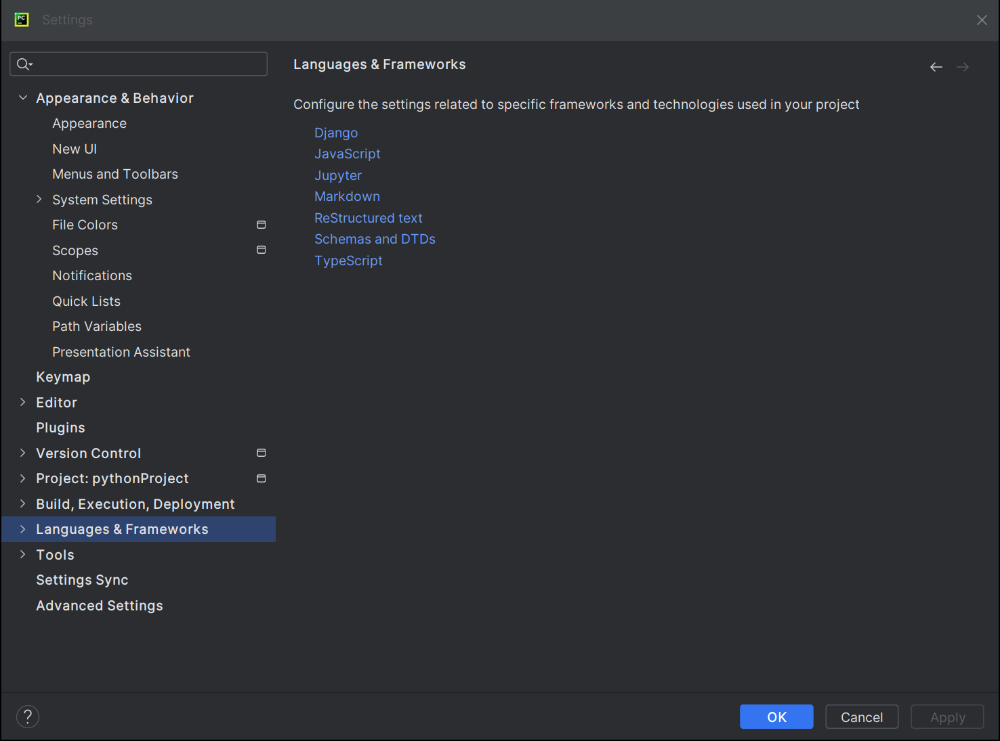 PC
Settings
Languages & Frameworks
Configure the settings related to specific frameworks and technologies used in your project
Django
JavaScript
Jupyter
Markdown
ReStructured text
Schemas and DTDs
TypeScript
Appearance & Behavior
Appearance
New UI
Menus and Toolbars
System Settings
File Colors
Scopes
Notifications
Quick Lists
Path Variables
Presentation Assistant
Keymap
Editor
Plugins
Version Control
Project: pythonProject
Build, Execution, Deployment
Languages & Frameworks
Tools
Settings Sync
Advanced Settings
?
OK
Cancel
Apply